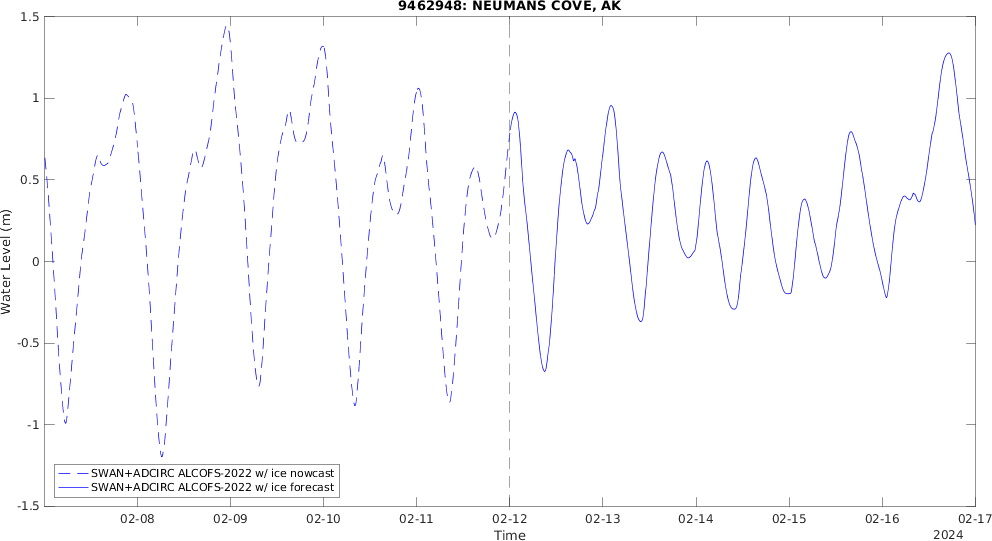 9462948: NEUMANS COVE, AK
1.5
1
0.5
0
-0.5
-1
-1.5
Water Level (m)
SWAN+ADCIRC ALCOFS-2022 w/ ice nowcast
SWAN+ADCIRC ALCOFS-2022 w/ ice forecast
02-08 02-09 02-10 02-11 02-12 02-13 02-14 02-15 02-16 02-17
Time
2024